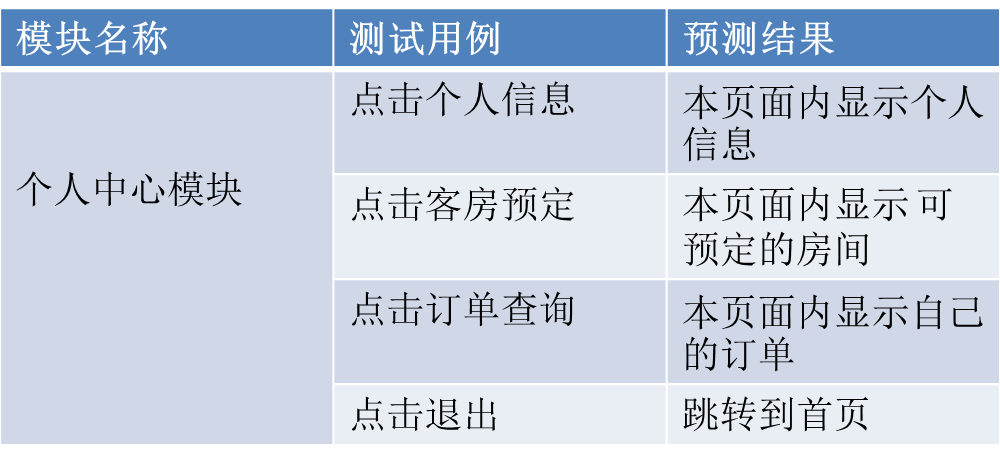 模块名称 测试用例 预测结果
个人中心模块
点击个人信息
本页面内显示个人
信息
点击客房预定
本页面内显示 可
预定的房间
点击订单查询
本页面内显示自己
的订单
点击退出
跳转到首页